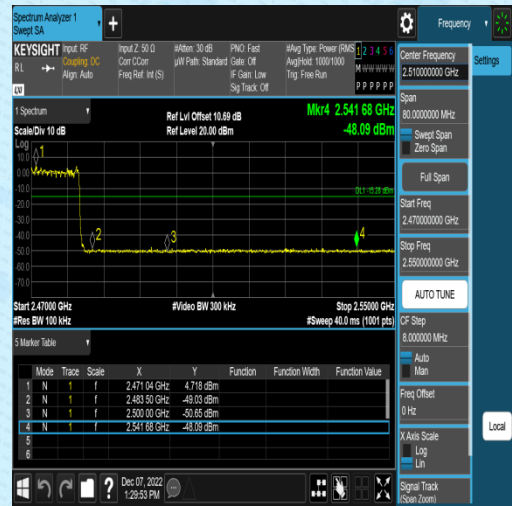 Spectrum Analyzer 1
Swept SA
Frequency
KEYSIGHT
RL
Input: RF
Coupling: DC
Align: Auto
Input Z: 50 Ω
Corr CCorr
Freq Ref: Int (S)
#Atten: 30 dB
µW Path: Standard
PNO: Fast
Gate: Off
IF Gain: Low
Sig Track: Off
#Avg Type: Power (RMS
Avg|Hold: 1000/1000
Trig: Free Run
1 2 3 4 5 6
M W W W W W
P P P P P P
LXI
1 Spectrum
Scale/Div 10 dB
Ref Lvl Offset 10.69 dB
Ref Level 20.00 dBm
Mkr4 2.541 68 GHz
-48.09 dBm
Log
10.0
0.00
-10.0
-20.0
-30.0
-40.0
-50.0
-60.0
-70.0
1
2
3
4
Start 2.47000 GHz
#Res BW 100 kHz
#Video BW 300 kHz
Stop 2.55000 GHz
#Sweep 40.0 ms (1001 pts)
5 Marker Table
Mode Trace Scale X Y Function Function Width Function Value
1 N 1 f 2.471 04 GHz 4.718 dBm
2 N 1 f 2.483 50 GHz -49.03 dBm
3 N 1 f 2.500 00 GHz -50.65 dBm
4 N 1 f 2.541 68 GHz -48.09 dBm
5
6
Dec 07, 2022
1:29:53 PM
Settings
Center Frequency
2.510000000 GHz
Span
80.0000000 MHz
Swept Span
Zero Span
Full Span
Start Freq
2.470000000 GHz
Stop Freq
2.550000000 GHz
AUTO TUNE
CF Step
8.000000 MHz
Auto
Man
Freq Offset
0 Hz
X Axis Scale
Log
Lin
Signal Track
(Span Zoom)
Local